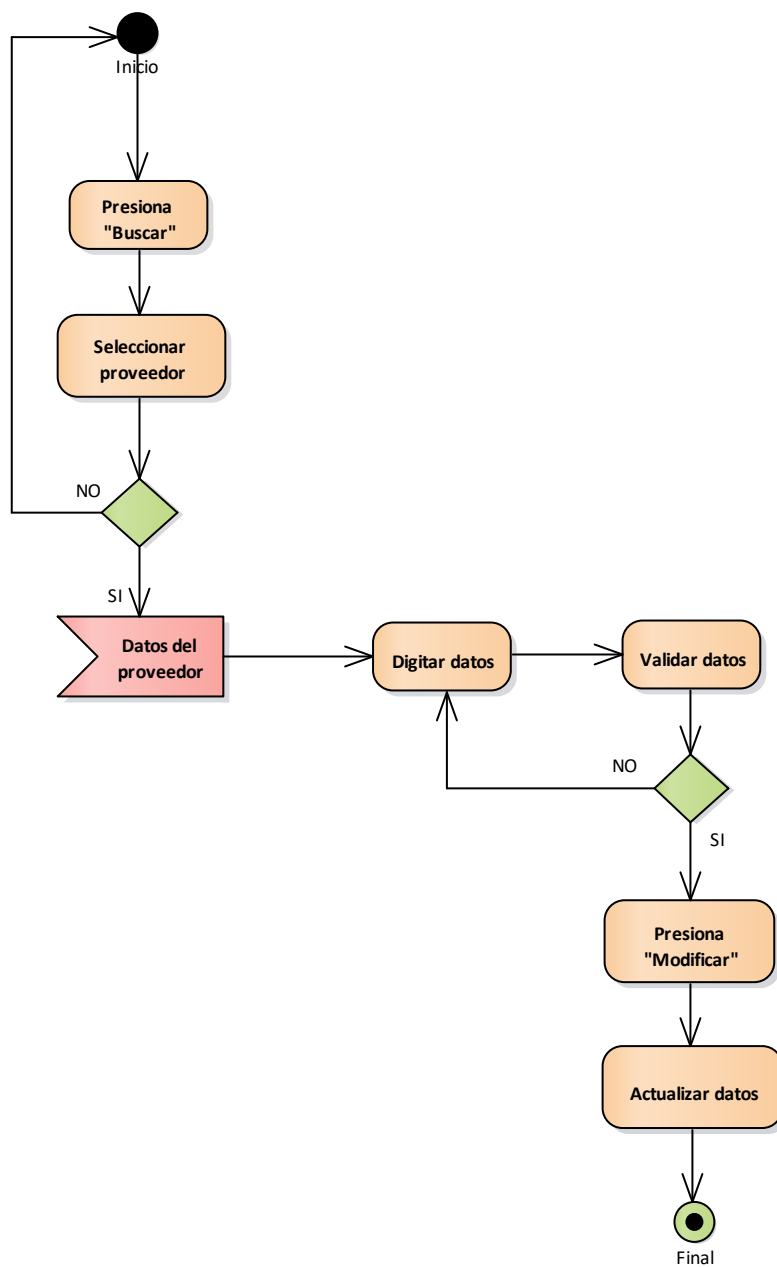 Inicio
Presiona
"Buscar"
Seleccionar
proveedor
NO
SI
Datos del
proveedor
Digitar datos
Validar datos
NO
SI
Presiona
"Modificar"
Actualizar datos
Final